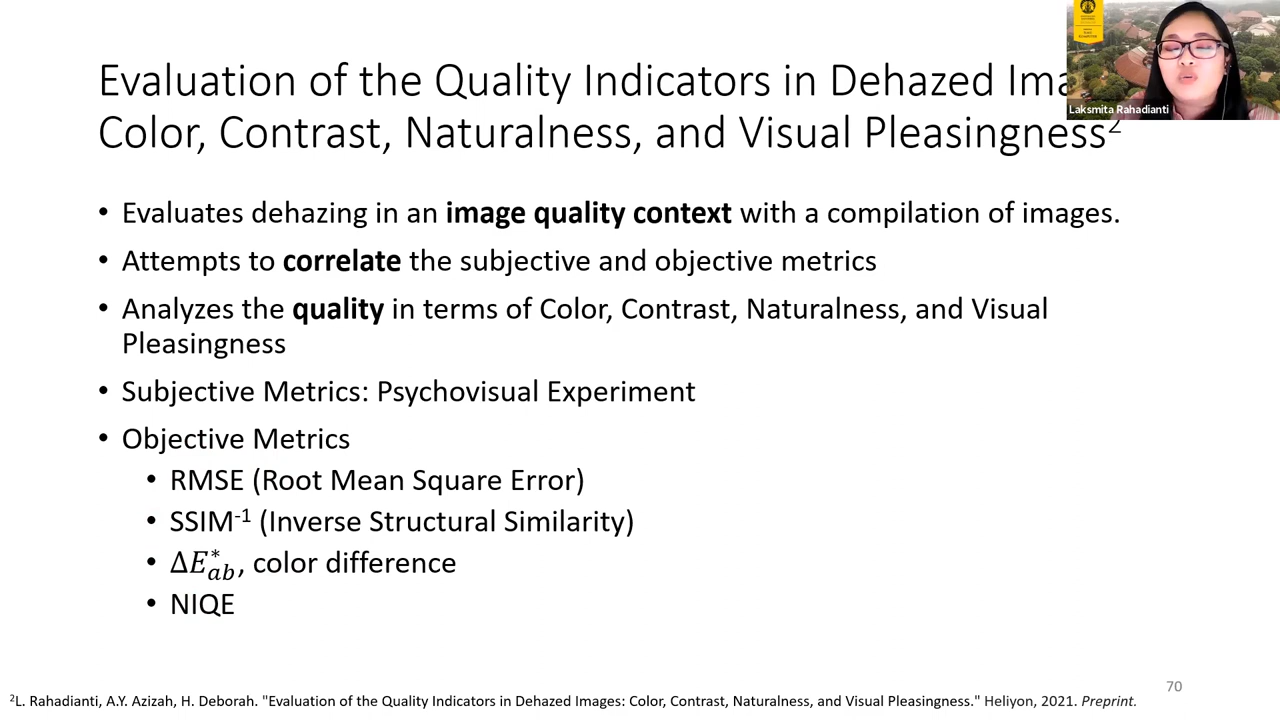 Evaluation of the Quality Indicators in Dehazed
Color, Contrast, Naturalness, and Visual Pleasingness²
Laksmita Rahadianti
• Evaluates dehazing in an image quality context with a compilation of images.
• Attempts to correlate the subjective and objective metrics
• Analyzes the quality in terms of Color, Contrast, Naturalness, and Visual
Pleasingness
• Subjective Metrics: Psychovisual Experiment
• Objective Metrics
• RMSE (Root Mean Square Error)
• SSIM⁻¹ (Inverse Structural Similarity)
• ΔE*ab, color difference
• NIQE
70
²L. Rahadianti, A.Y. Azizah, H. Deborah. "Evaluation of the Quality Indicators in Dehazed Images: Color, Contrast, Naturalness, and Visual Pleasingness." Heliyon, 2021. Preprint.